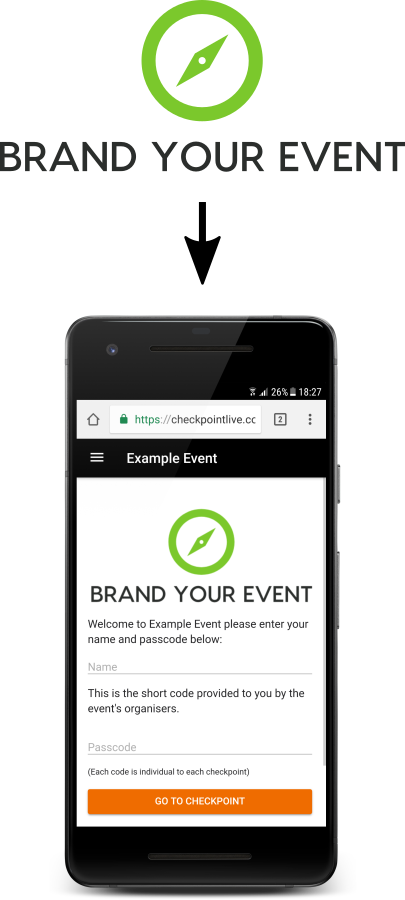 BRAND YOUR EVENT
26% 18:27
https://checkpointlive.cc
2
Example Event
BRAND YOUR EVENT
Welcome to Example Event please enter your
name and passcode below:
Name
This is the short code provided to you by the
event's organisers.
Passcode
(Each code is individual to each checkpoint)
GO TO CHECKPOINT